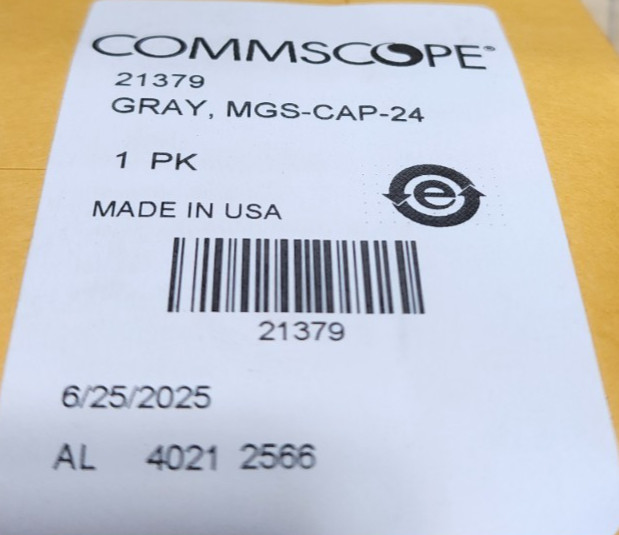 COMMSCOPE®
21379
GRAY, MGS-CAP-24
1 PK
e
MADE IN USA
21379
6/25/2025
AL 4021 2566